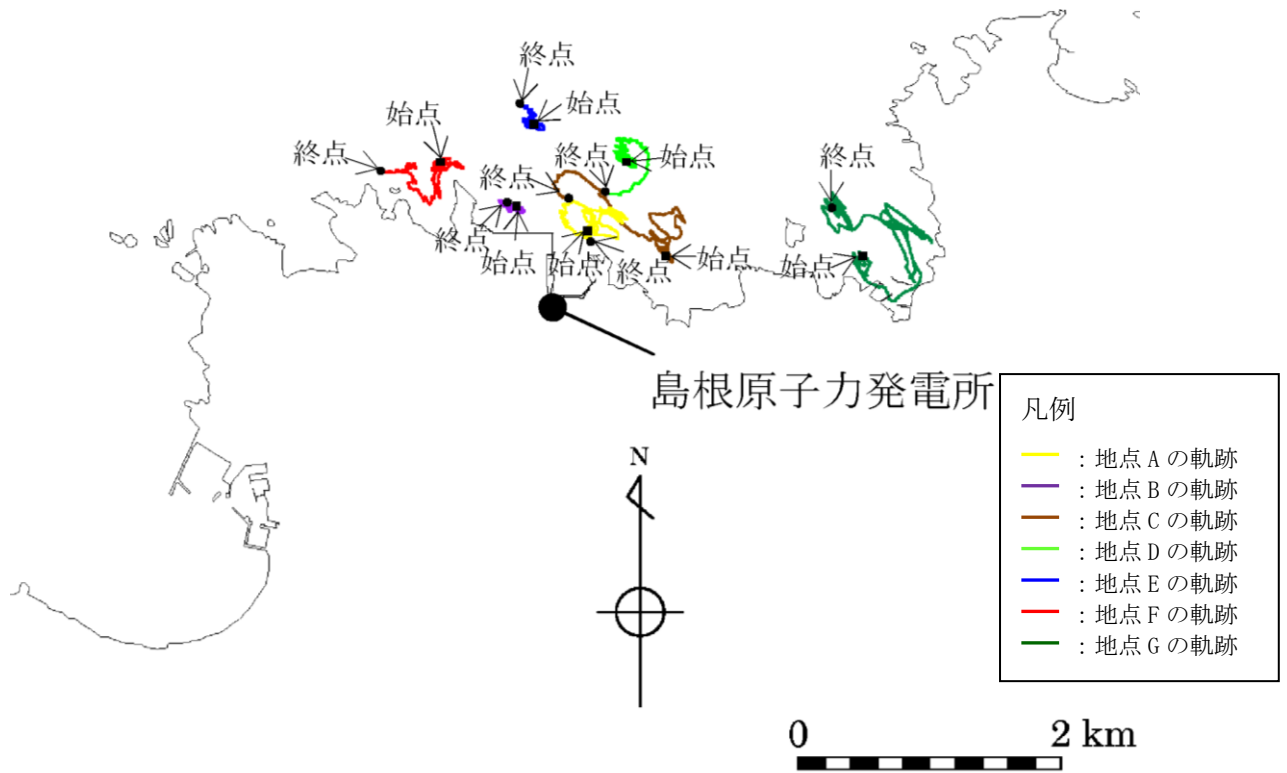 終点
始点
始点
終点
終点
始点
終点
終点
終点
始点
始点
終点
始点
始点
終点
島根原子力発電所
凡例
:地点Aの軌跡
:地点Bの軌跡
:地点Cの軌跡
:地点Dの軌跡
:地点Eの軌跡
:地点Fの軌跡
:地点Gの軌跡
N
0 2 km